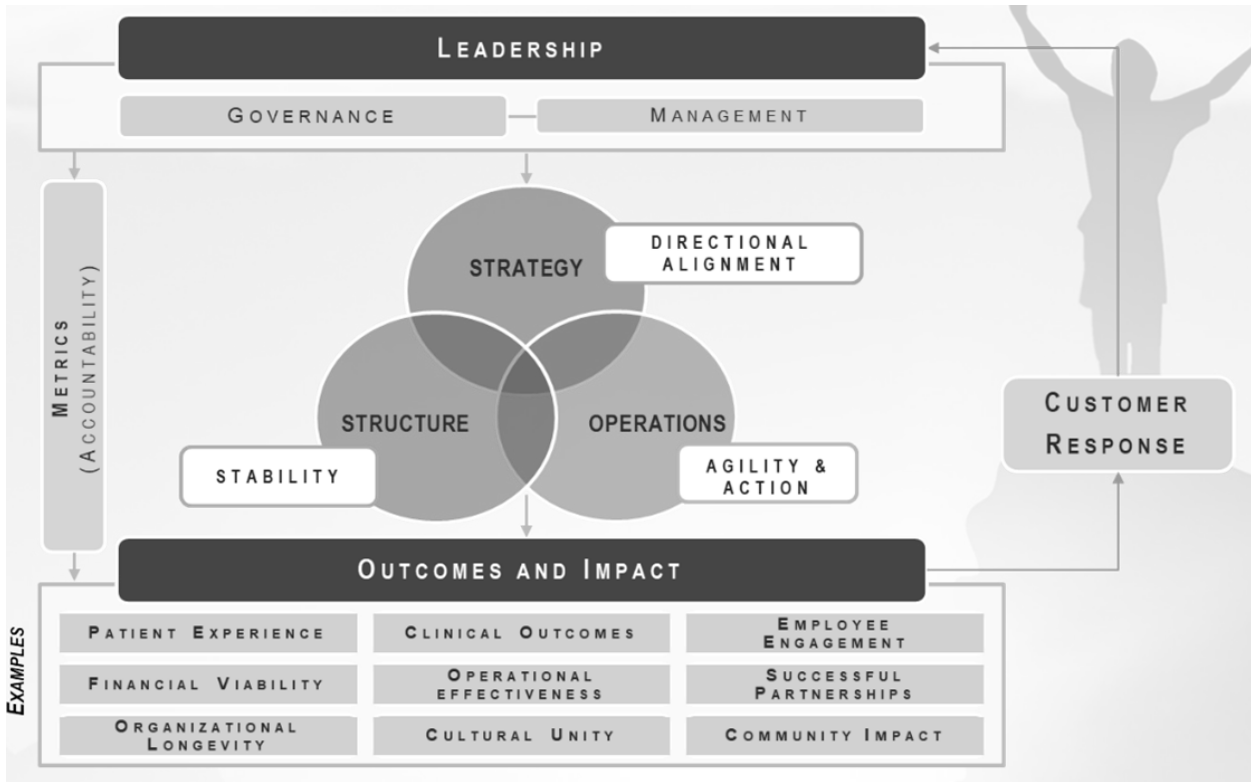 LEADERSHIP
GOVERNANCE
MANAGEMENT
METRICS
(ACCOUNTABILITY)
STRATEGY
DIRECTIONAL
ALIGNMENT
STRUCTURE
OPERATIONS
STABILITY
AGILITY &
ACTION
CUSTOMER
RESPONSE
OUTCOMES AND IMPACT
EXAMPLES
PATIENT EXPERIENCE
CLINICAL OUTCOMES
EMPLOYEE
ENGAGEMENT
FINANCIAL VIABILITY
OPERATIONAL
EFFECTIVENESS
SUCCESSFUL
PARTNERSHIPS
ORGANIZATIONAL
LONGEVITY
CULTURAL UNITY
COMMUNITY IMPACT